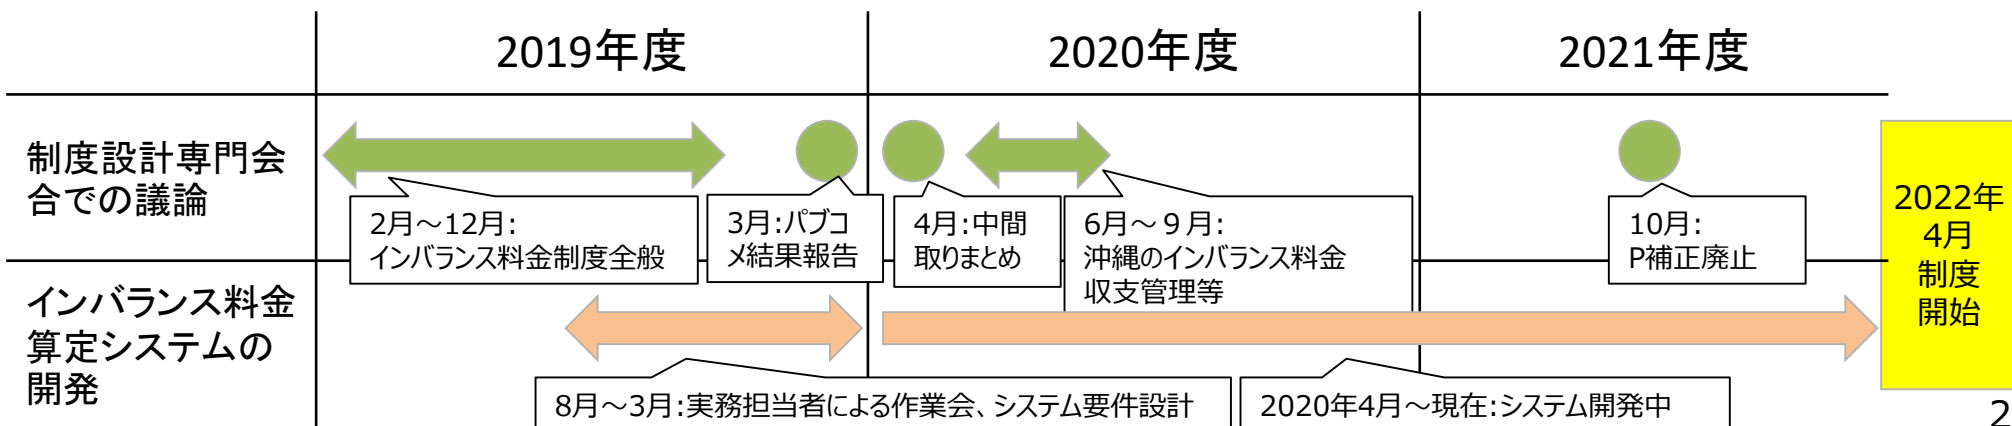 2019年度
2020年度
2021年度
制度設計専門会
合での議論
2月～12月:
インバランス料金制度全般
3月:パブコ
メ結果報告
4月:中間
取りまとめ
6月～９月:
沖縄のインバランス料金
収支管理等
10月:
P補正廃止
2022年
4月
制度
開始
インバランス料金
算定システムの
開発
8月～3月:実務担当者による作業会、システム要件設計
2020年4月～現在:システム開発中
2